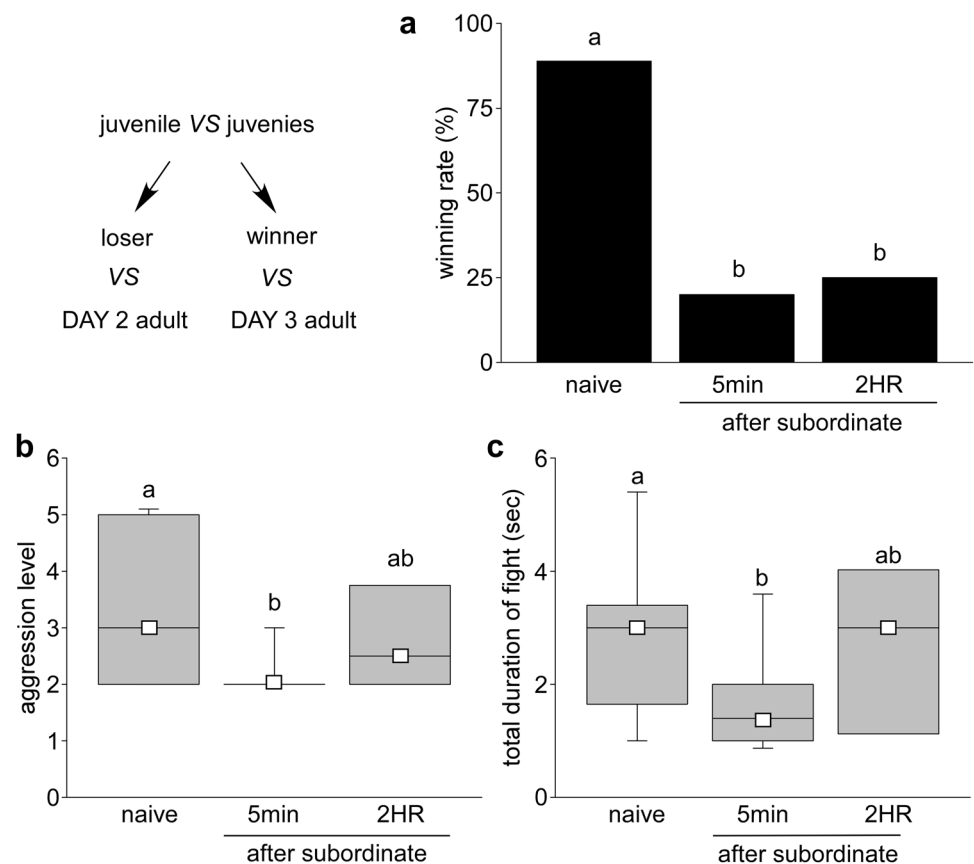 juvenile VS juvenies
loser winner
VS VS
DAY 2 adult DAY 3 adult
a
winning rate (%)
100
75
50
25
0
a
b
b
naive 5min 2HR
after subordinate
b
aggression level
6
5
4
3
2
1
0
a
b
ab
naive 5min 2HR
after subordinate
c
total duration of fight (sec)
6
4
2
0
a
b
ab
naive 5min 2HR
after subordinate